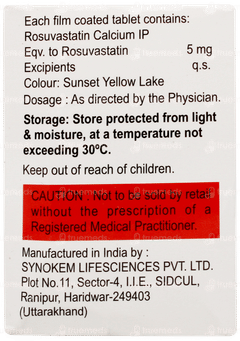 Each film coated tablet contains:
Rosuvastatin Calcium IP
Eqv. to Rosuvastatin 5 mg
Excipients q.s.
Colour: Sunset Yellow Lake
Dosage : As directed by the Physician.
Storage: Store protected from light
& moisture, at a temperature not
exceeding 30ºC.
Keep out of reach of children.
CAUTION : Not to be sold by retail
without the prescription of a
Registered Medical Practitioner.
Manufactured in India by :
SYNOKEM LIFESCIENCES PVT. LTD.
Plot No.11, Sector-4, I.I.E., SIDCUL,
Ranipur, Haridwar-249403
(Uttarakhand)